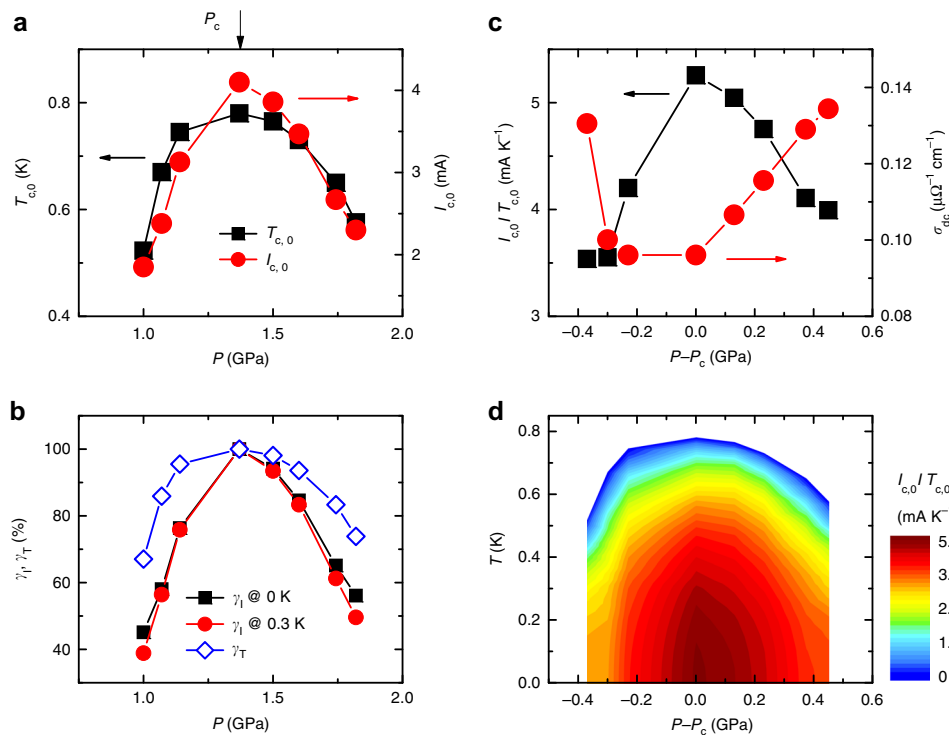 a
P_c
0.8
0.6
0.4
T_c,0 (K)
4
3
2
I_c,0 (mA)
T_c, 0
I_c, 0
1.0 1.5 2.0
P (GPa)
c
5
4
3
I_c,0 / T_c,0 (mA K⁻¹)
0.14
0.12
0.10
0.08
σ_dc (μΩ⁻¹ cm⁻¹)
−0.4 −0.2 0.0 0.2 0.4 0.6
P–P_c (GPa)
b
100
80
60
40
γ_I, γ_T (%)
γ_I @ 0 K
γ_I @ 0.3 K
γ_T
1.0 1.5 2.0
P (GPa)
d
0.8
0.6
0.4
0.2
0.0
T (K)
−0.4 −0.2 0.0 0.2 0.4 0.6
P–P_c (GPa)
I_c,0 / T_c,0
(mA K⁻
5.
4.
3.
2.
1.
0